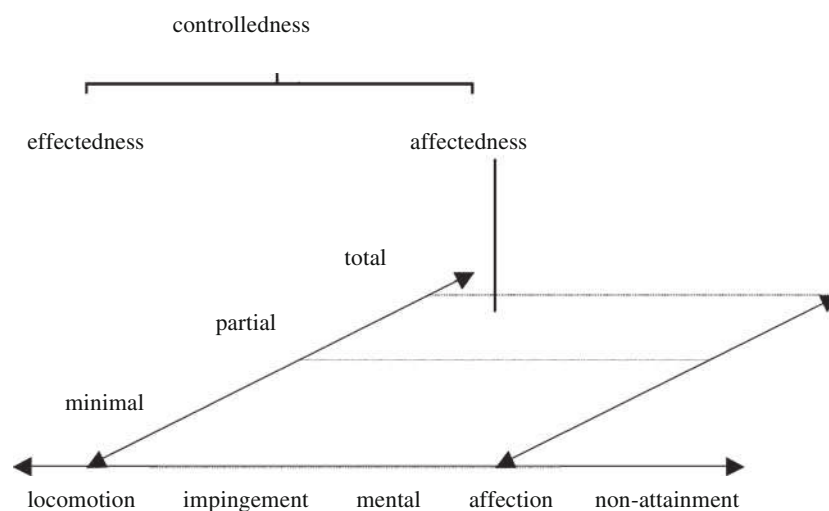 controlledness
effectedness affectedness
total
partial
minimal
locomotion impingement mental affection non-attainment